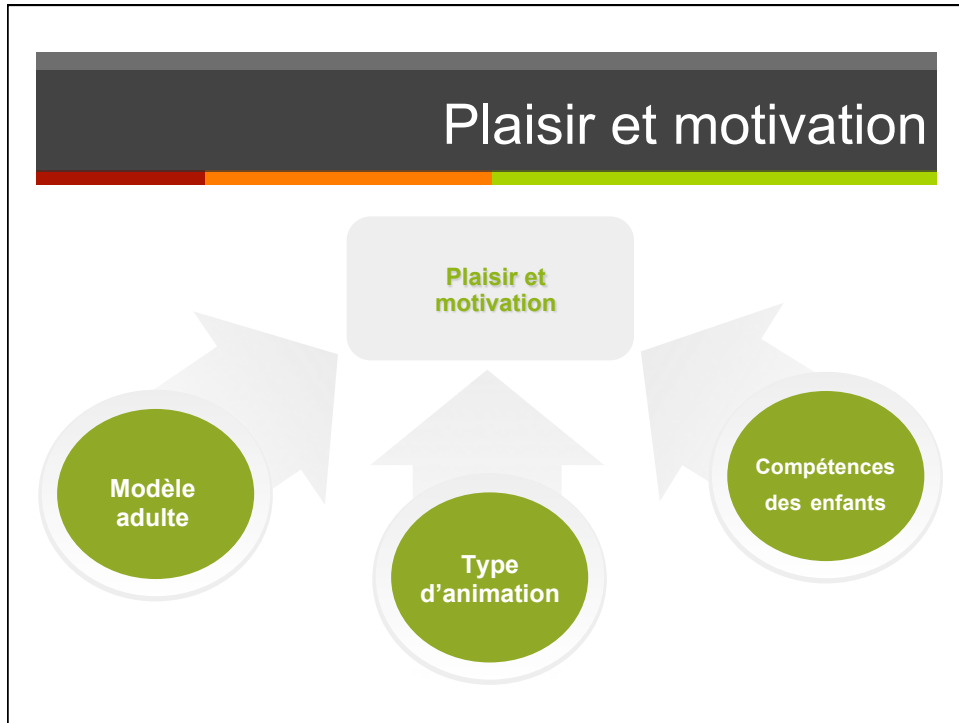 Plaisir et motivation
Plaisir et
motivation
Modèle
adulte
Type
d’animation
Compétences
des enfants